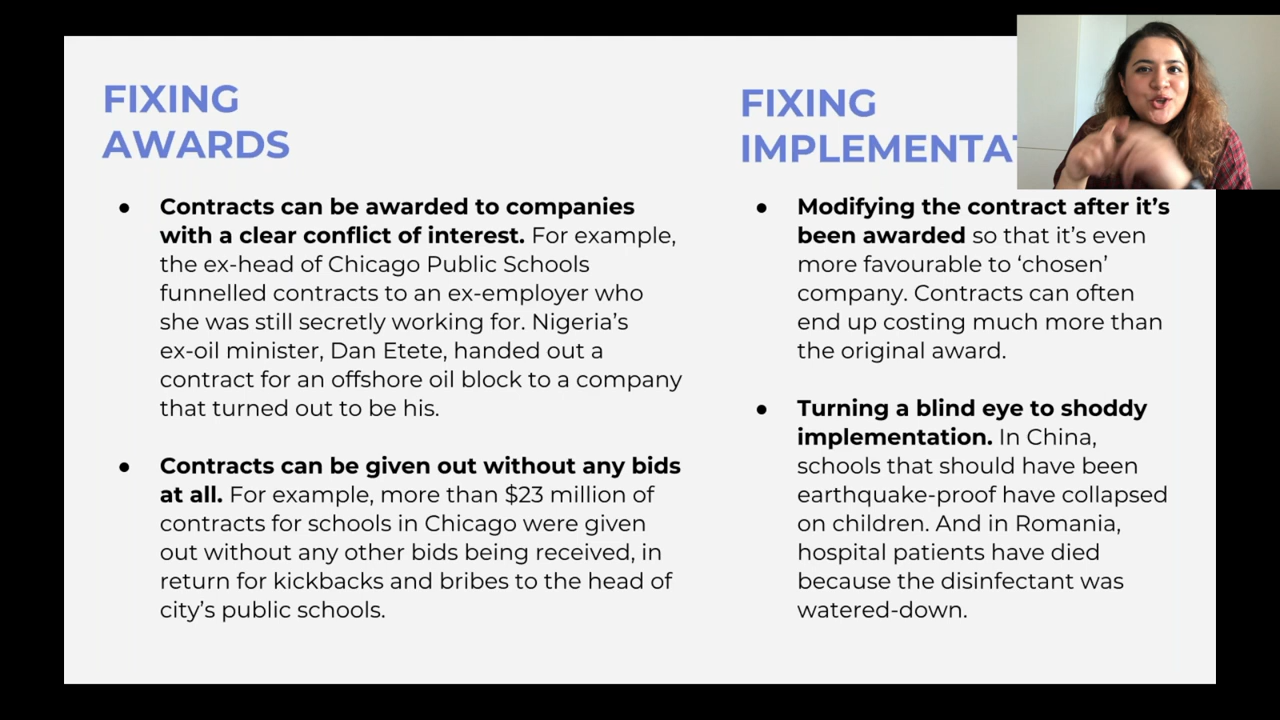 FIXING
AWARDS
● Contracts can be awarded to companies
with a clear conflict of interest. For example,
the ex-head of Chicago Public Schools
funnelled contracts to an ex-employer who
she was still secretly working for. Nigeria’s
ex-oil minister, Dan Etete, handed out a
contract for an offshore oil block to a company
that turned out to be his.
● Contracts can be given out without any bids
at all. For example, more than $23 million of
contracts for schools in Chicago were given
out without any other bids being received, in
return for kickbacks and bribes to the head of
city’s public schools.
FIXING
IMPLEMENTA
● Modifying the contract after it’s
been awarded so that it’s even
more favourable to ‘chosen’
company. Contracts can often
end up costing much more than
the original award.
● Turning a blind eye to shoddy
implementation. In China,
schools that should have been
earthquake-proof have collapsed
on children. And in Romania,
hospital patients have died
because the disinfectant was
watered-down.